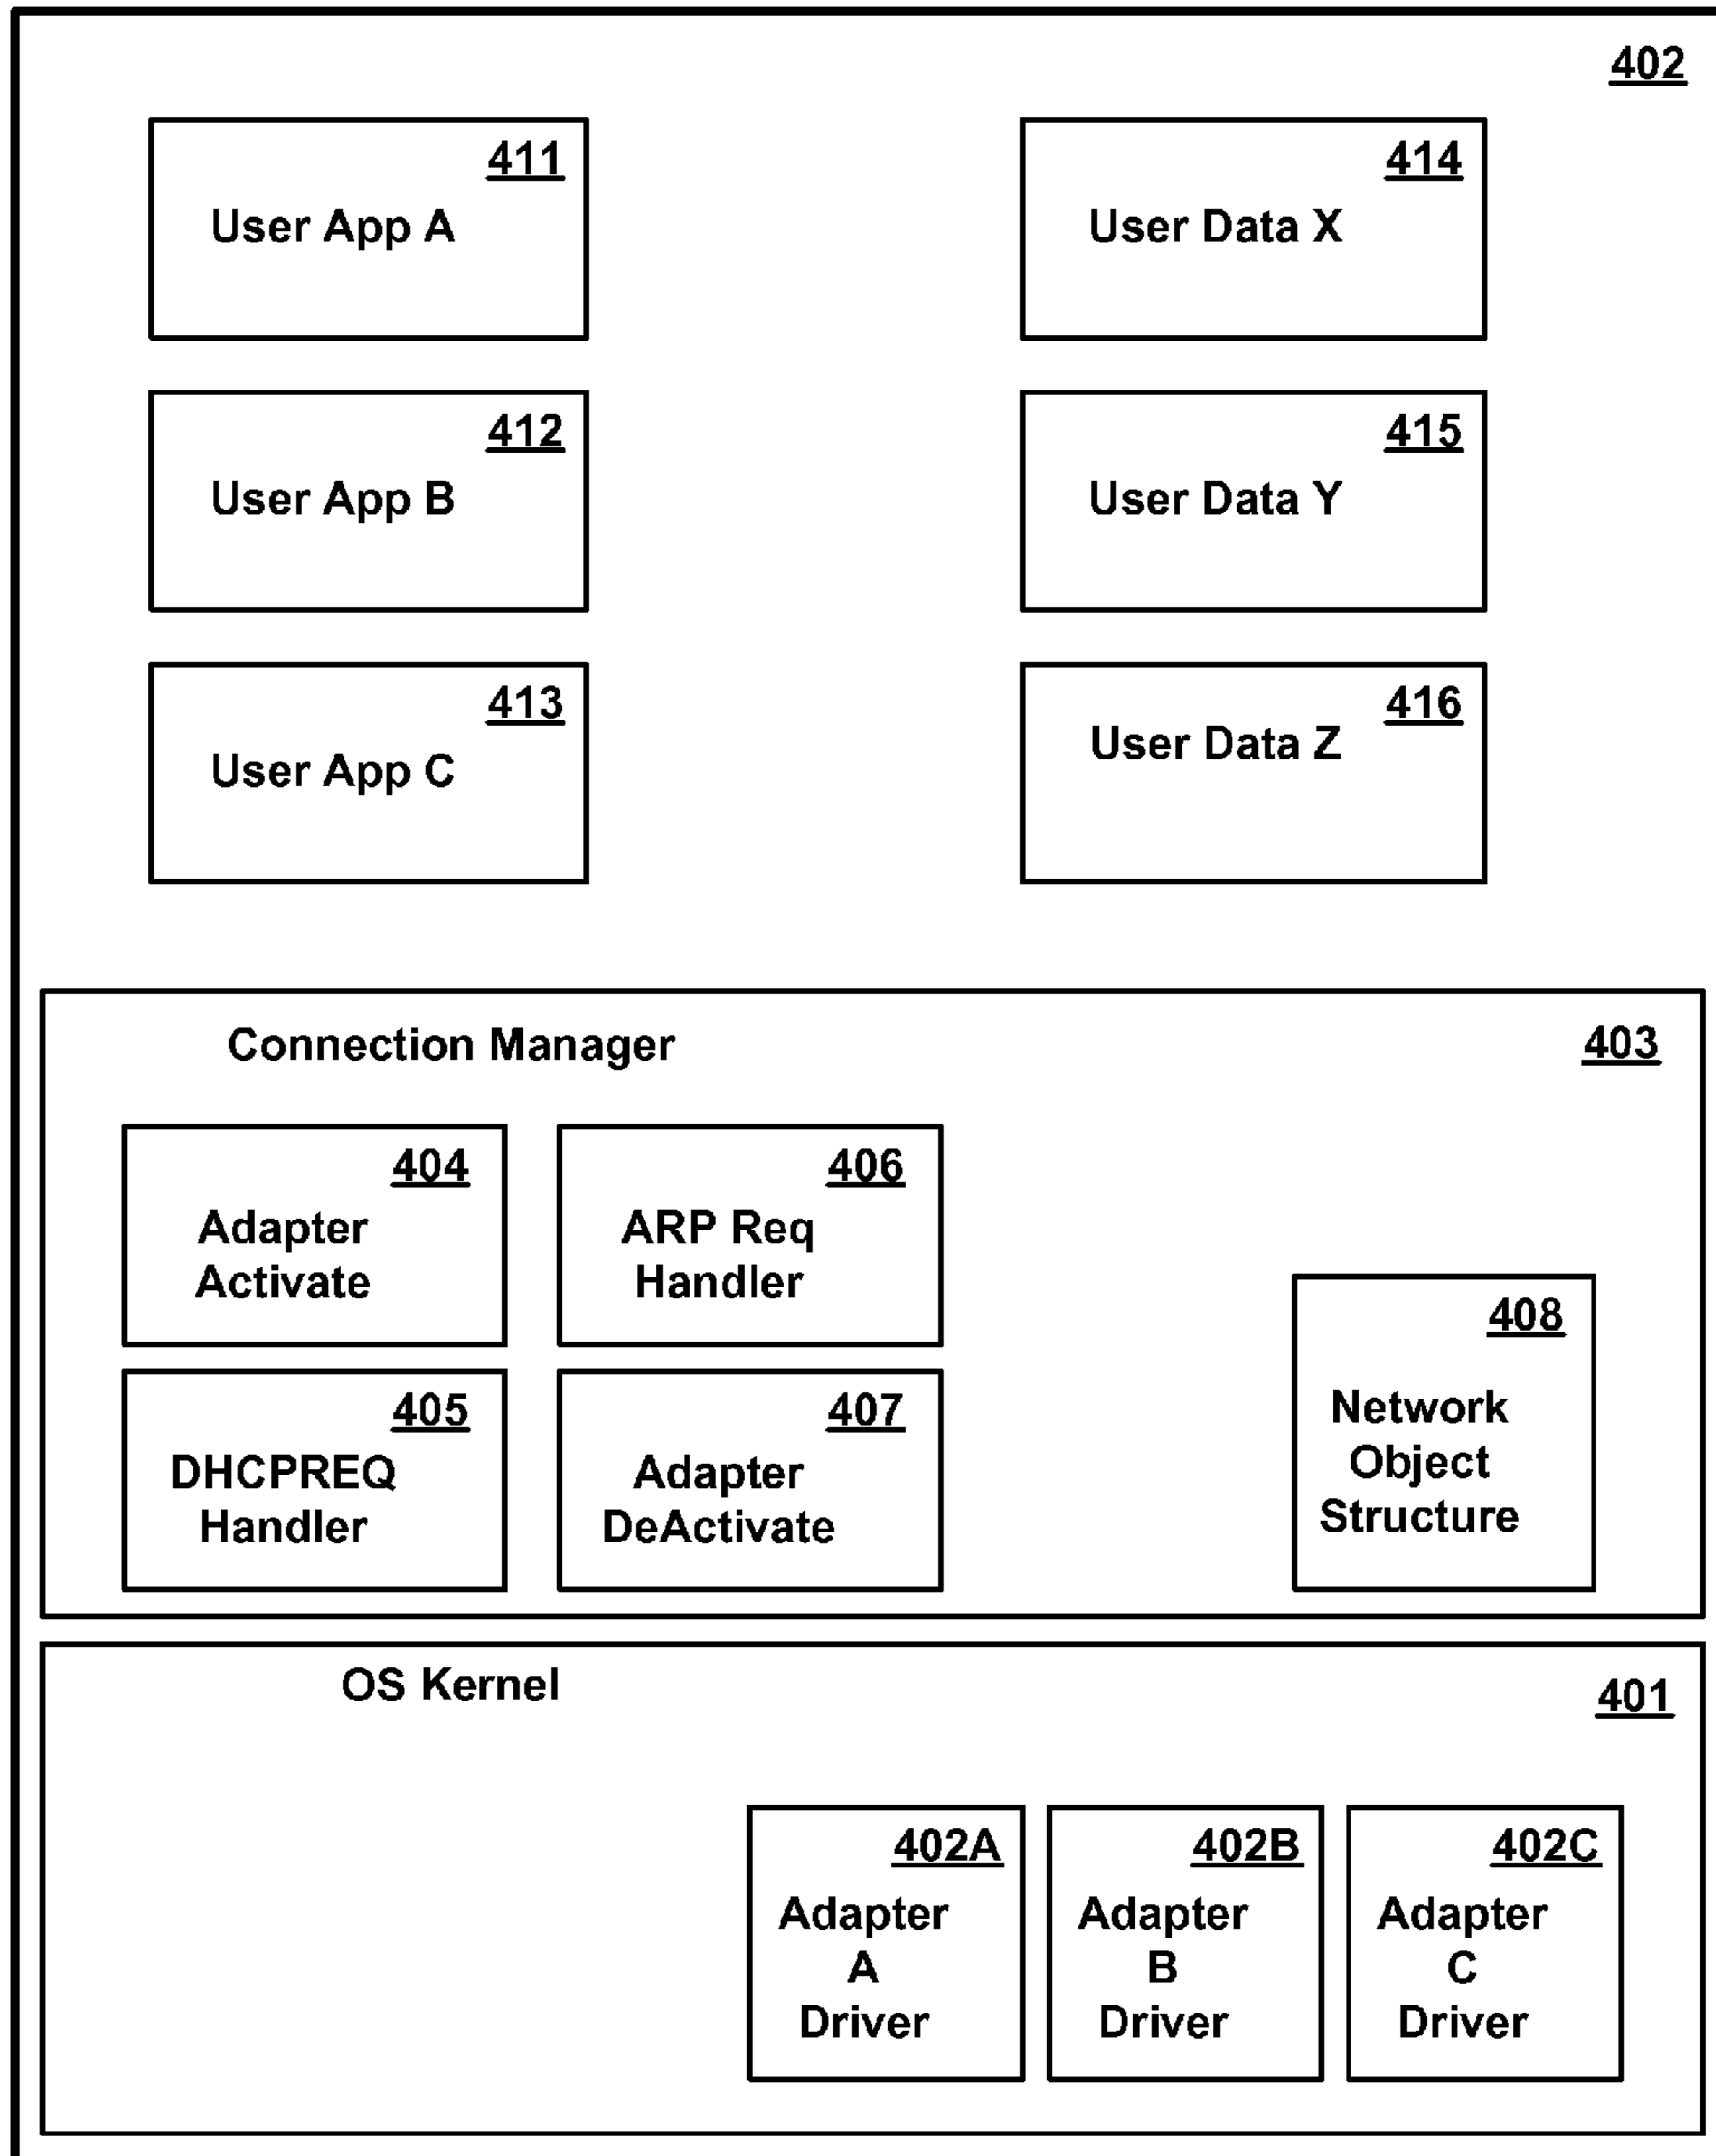 402
411
User App A
414
User Data X
412
User App B
415
User Data Y
413
User App C
416
User Data Z
Connection Manager
403
404
Adapter
Activate
406
ARP Req
Handler
408
Network
Object
Structure
405
DHCPREQ
Handler
407
Adapter
DeActivate
OS Kernel
401
402A
Adapter
A
Driver
402B
Adapter
B
Driver
402C
Adapter
C
Driver